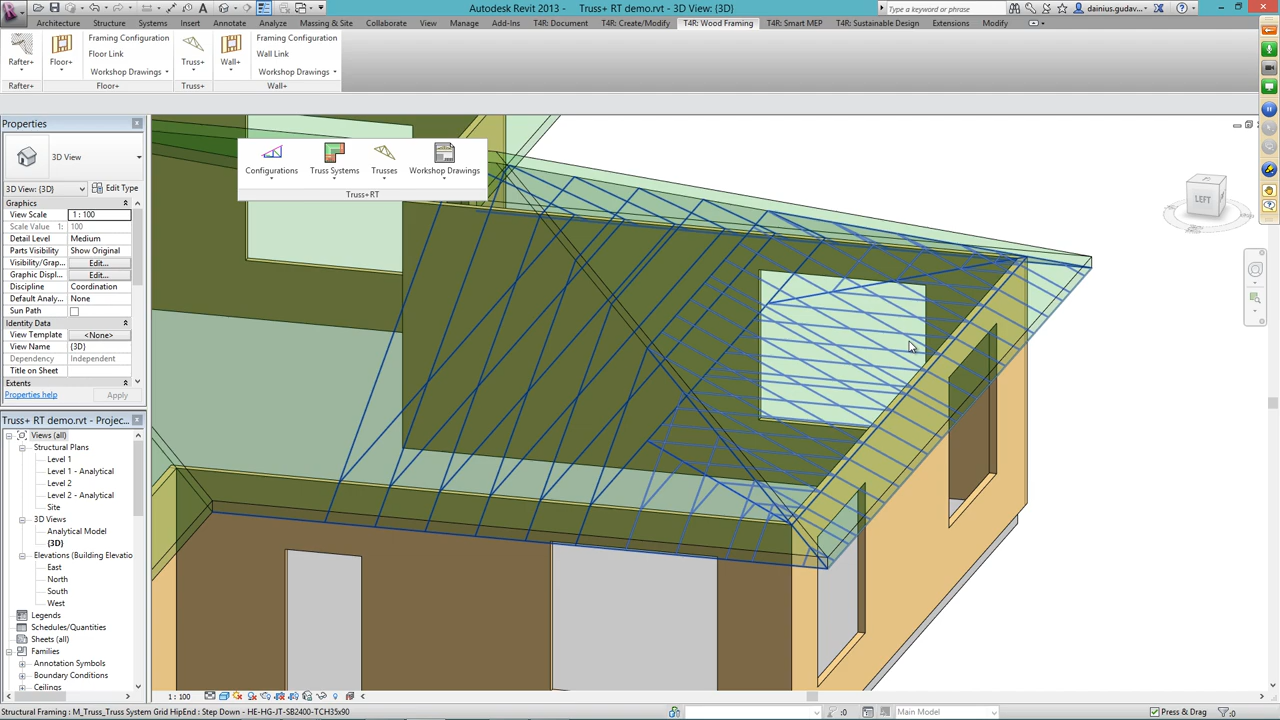 Autodesk Revit 2013 - Truss+ RT demo.rvt - 3D View: {3D}
Type a keyword or phrase
dainius.gudav...
Architecture Structure Systems Insert Annotate Analyze Massing & Site Collaborate View Manage Add-Ins T4R: Document T4R: Create/Modify T4R: Wood Framing T4R: Smart MEP T4R: Sustainable Design Extensions Modify
Rafter+
Floor+
Framing Configuration
Floor Link
Workshop Drawings
Truss+
Wall+
Framing Configuration
Wall Link
Workshop Drawings
Rafter+ Floor+ Truss+ Wall+
Properties
3D View
3D View: {3D} Edit Type
Graphics
View Scale 1 : 100
Scale Value 1: 100
Detail Level Medium
Parts Visibility Show Original
Visibility/Grap... Edit...
Graphic Displ... Edit...
Discipline Coordination
Default Analy... None
Sun Path
Identity Data
View Template <None>
View Name {3D}
Dependency Independent
Title on Sheet
Extents
Properties help Apply
Truss+ RT demo.rvt - Projec...
Views (all)
Structural Plans
Level 1
Level 1 - Analytical
Level 2
Level 2 - Analytical
Site
3D Views
Analytical Model
{3D}
Elevations (Building Elevatio
East
North
South
West
Legends
Schedules/Quantities
Sheets (all)
Families
Annotation Symbols
Boundary Conditions
Ceilings
Configurations Truss Systems Trusses Workshop Drawings
Truss+RT
LEFT
1 : 100
Structural Framing : M_Truss_Truss System Grid HipEnd : Step Down - HE-HG-JT-SB2400-TCH35x90
:0
Main Model
Press & Drag
:0